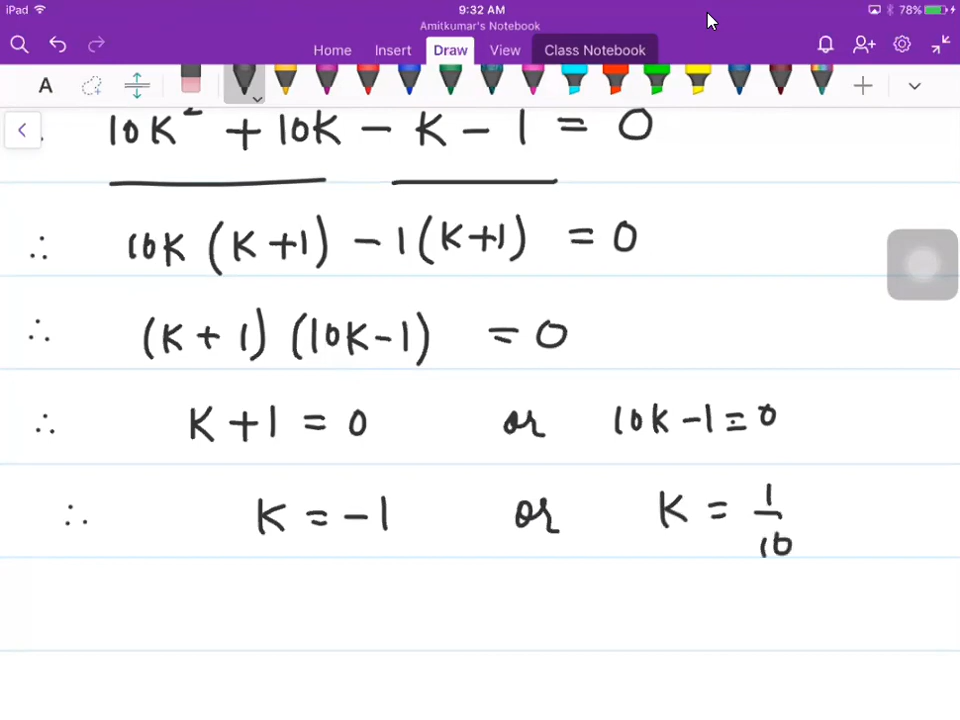 iPad 9:32 AM 78%
Amitkumar's Notebook
Home Insert Draw View Class Notebook
A
10K² + 10K - K - 1 = 0
∴ 10K (K+1) - 1 (K+1) = 0
∴ (K+1) (10K-1) = 0
∴ K+1 = 0 or 10K-1 = 0
∴ K = -1 or K = 1/10